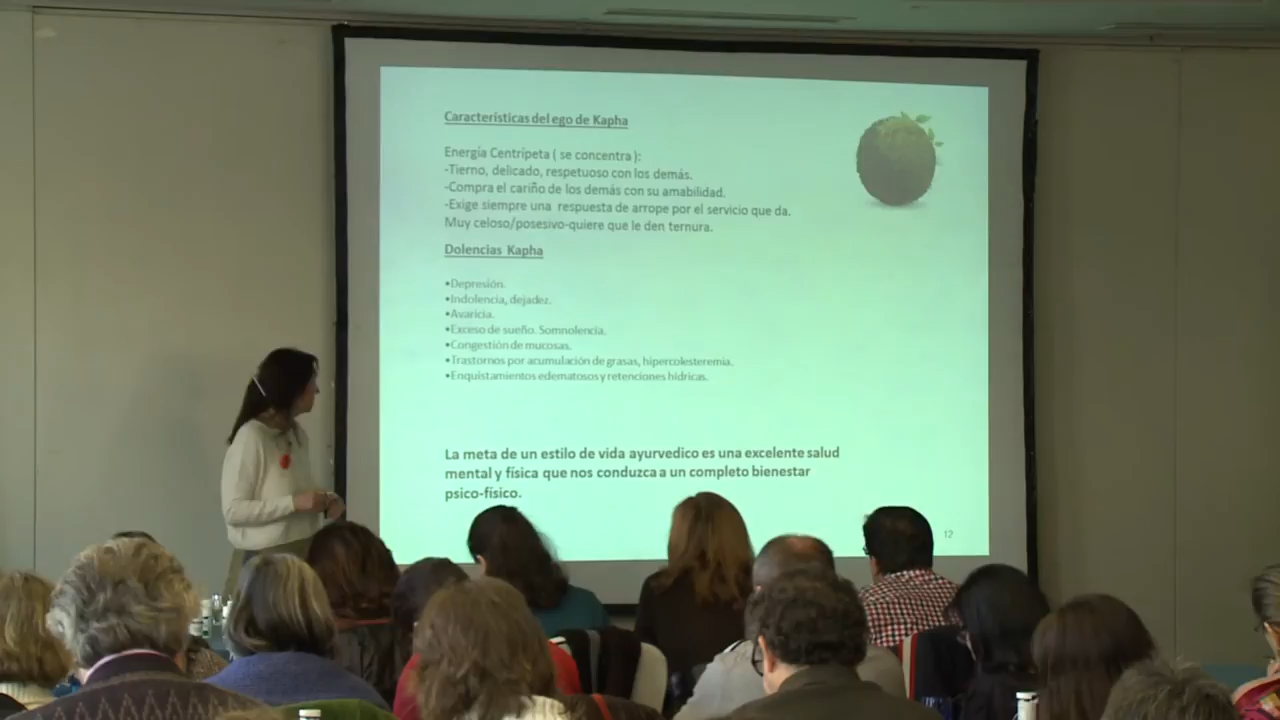 Características del ego de Kapha
Energía Centrípeta ( se concentra ):
-Tierno, delicado, respetuoso con los demás.
-Compra el cariño de los demás con su amabilidad.
-Exige siempre una respuesta de arrope por el servicio que da.
Muy celoso/posesivo-quiere que le den ternura.
Dolencias Kapha
•Depresión.
•Indolencia, dejadez.
•Avaricia.
•Exceso de sueño. Somnolencia.
•Congestión de mucosas.
•Trastornos por acumulación de grasas, hipercolesteremia.
•Enquistamientos edematosos y retenciones hídricas.
La meta de un estilo de vida ayurvedico es una excelente salud
mental y física que nos conduzca a un completo bienestar
psico-físico.
12